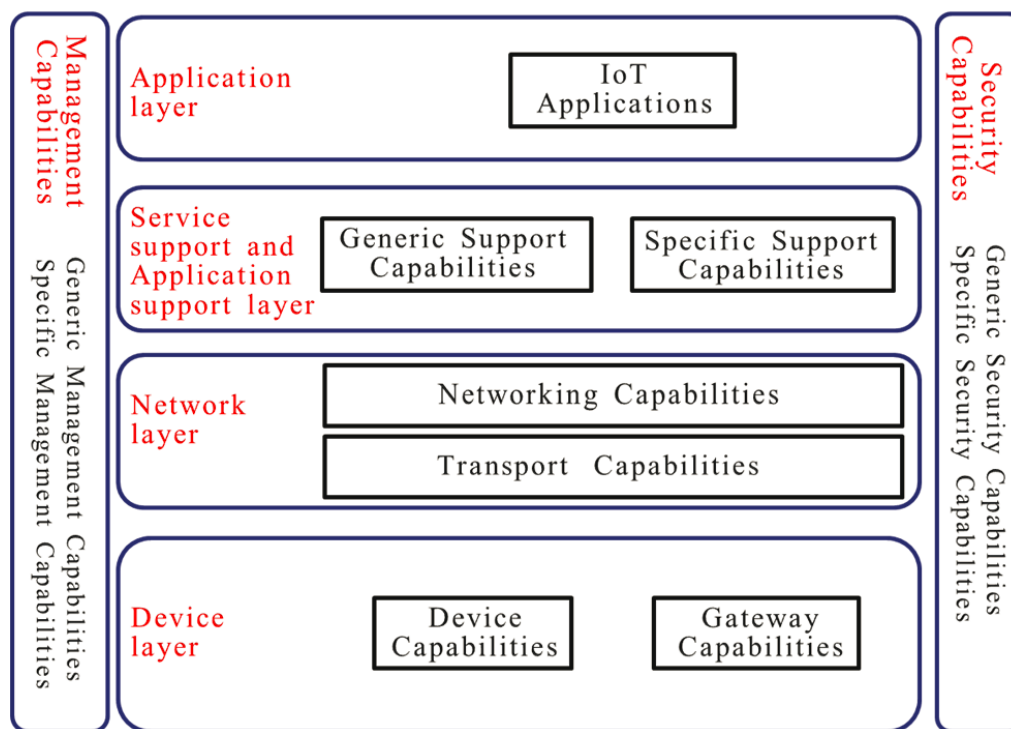 Management
Capabilities
Generic Management Capabilities
Specific Management Capabilities
Application
layer
IoT
Applications
Service
support and
Application
support layer
Generic Support
Capabilities
Specific Support
Capabilities
Network
layer
Networking Capabilities
Transport Capabilities
Device
layer
Device
Capabilities
Gateway
Capabilities
Security
Capabilities
Generic Security Capabilities
Specific Security Capabilities